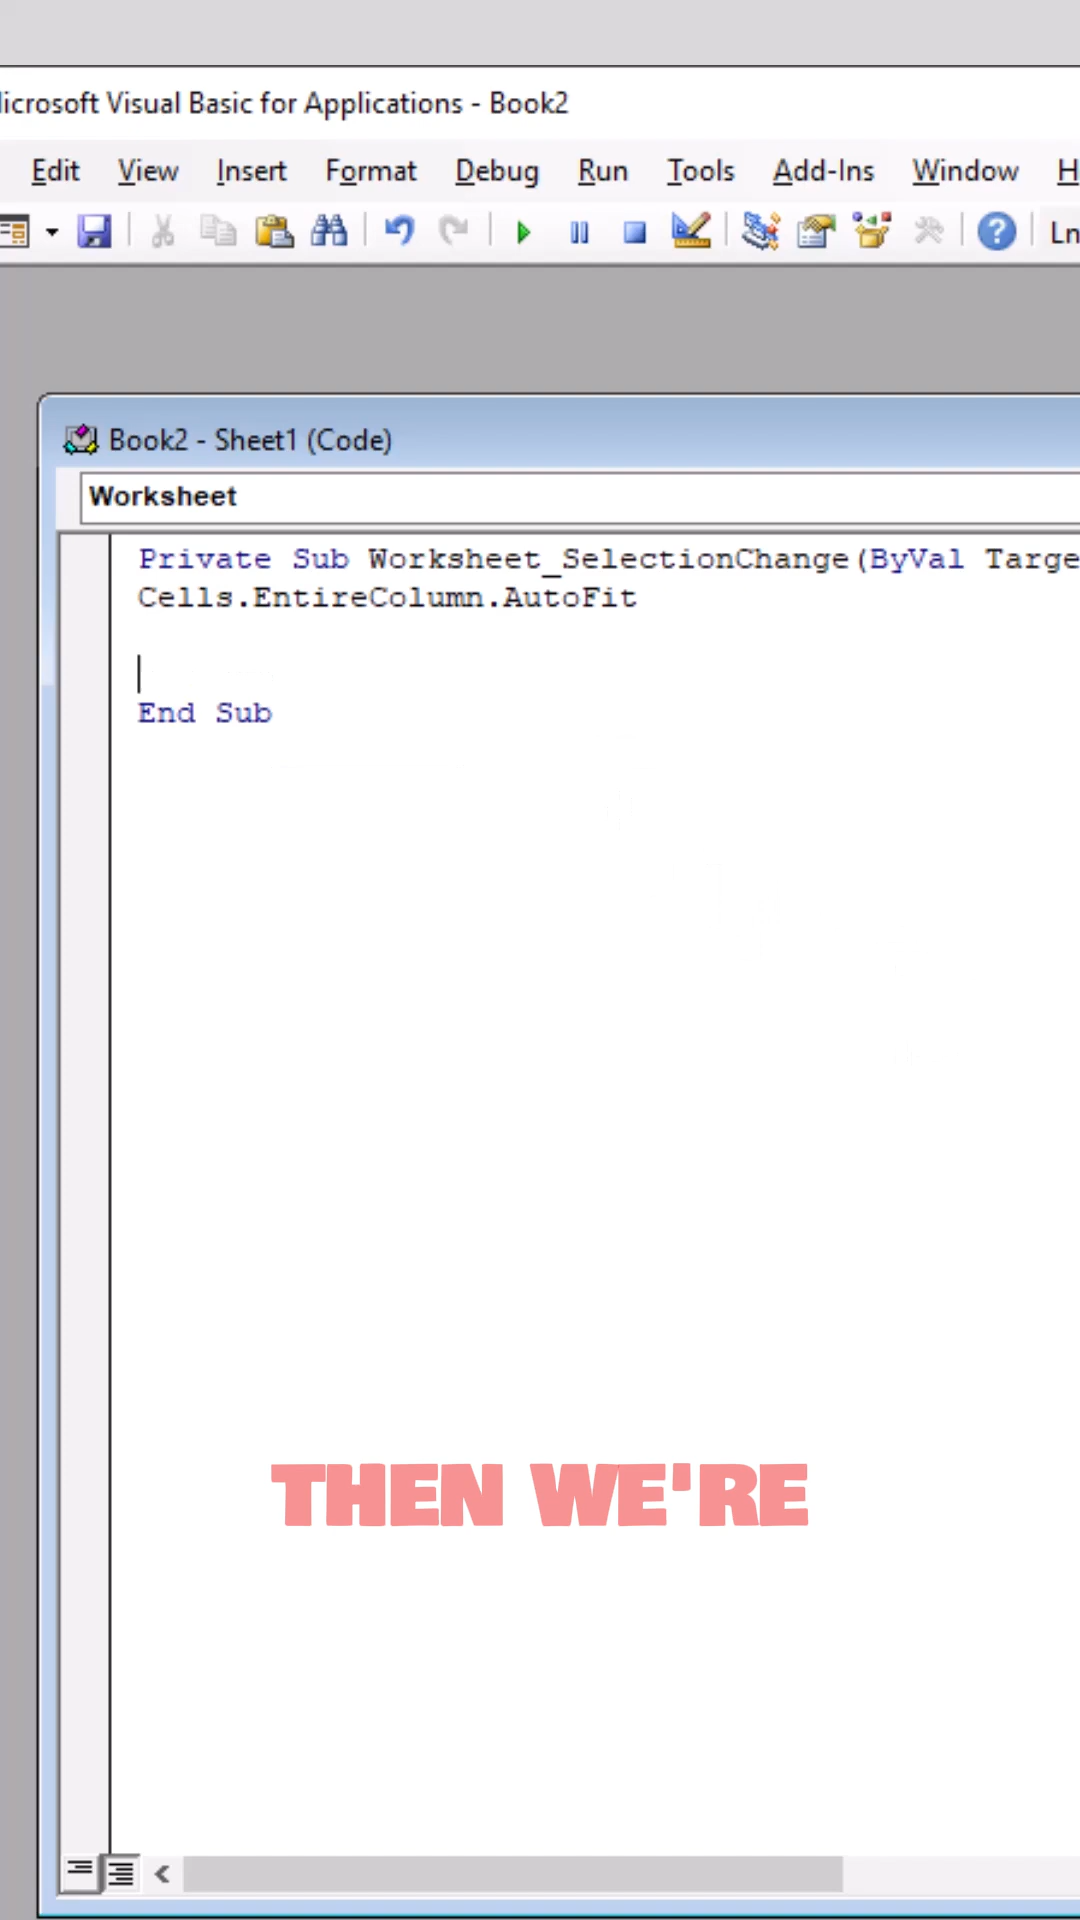 icrosoft Visual Basic for Applications - Book2
Edit View Insert Format Debug Run Tools Add-Ins Window H
Ln
Book2 - Sheet1 (Code)
Worksheet
Private Sub Worksheet_SelectionChange(ByVal Targe
Cells.EntireColumn.AutoFit
End Sub
THEN WE'RE